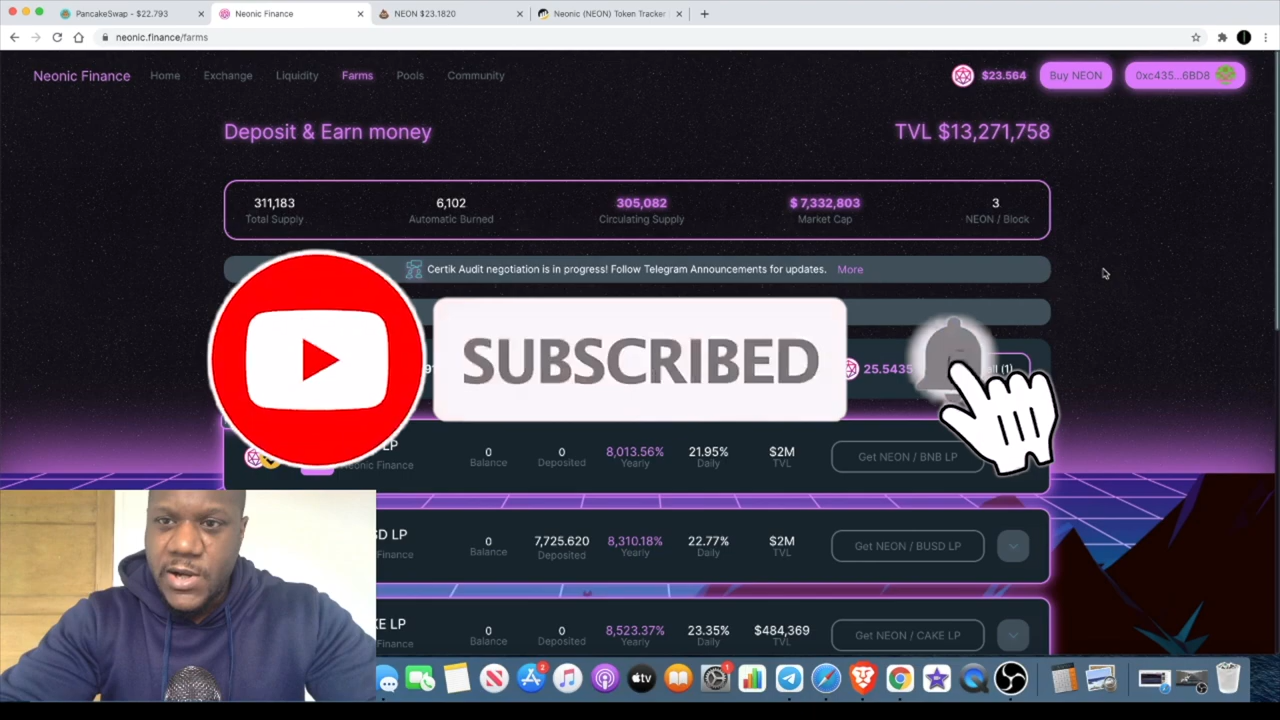 PancakeSwap - $22.793
Neonic Finance
NEON $23.1820
Neonic (NEON) Token Tracker
neonic.finance/farms
Neonic Finance
Home
Exchange
Liquidity
Farms
Pools
Community
$23.564
Buy NEON
0xc435...6BD8
Deposit & Earn money
TVL $13,271,758
311,183
6,102
305,082
$ 7,332,803
3
Total Supply
Automatic Burned
Circulating Supply
Market Cap
NEON / Block
Certik Audit negotiation is in progress! Follow Telegram Announcements for updates. More
SUBSCRIBED
25.5435
(1)
LP
0
0
8,013.56%
21.95%
$2M
Get NEON / BNB LP
Neonic Finance
Balance
Deposited
Yearly
Daily
TVL
SD LP
0
7,725.620
8,310.18%
22.77%
$2M
Get NEON / BUSD LP
Finance
Balance
Deposited
Yearly
Daily
TVL
KE LP
0
0
8,523.37%
23.35%
$484,369
Get NEON / CAKE LP
Finance
Balance
Deposited
Yearly
Daily
TVL
2
tv
1